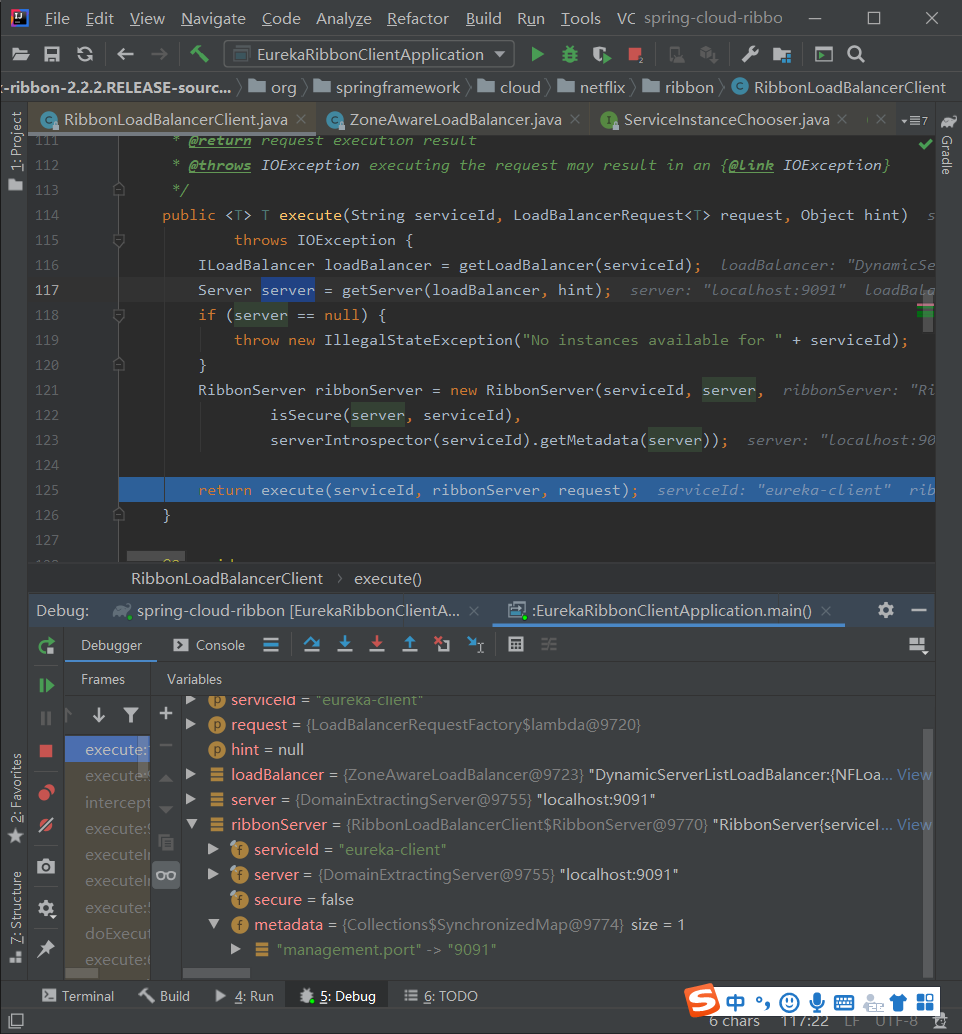 File Edit View Navigate Code Analyze Refactor Build Run Tools VC spring-cloud-ribbo
EurekaRibbonClientApplication
-ribbon-2.2.2.RELEASE-sourc... org springframework cloud netflix ribbon RibbonLoadBalancerClient
RibbonLoadBalancerClient.java ZoneAwareLoadBalancer.java ServiceInstanceChooser.java 7
1: Project
Gradle
111 * @return request execution result
112 * @throws IOException executing the request may result in an {@link IOException}
113 */
114 public <T> T execute(String serviceId, LoadBalancerRequest<T> request, Object hint) s
115 throws IOException {
116 ILoadBalancer loadBalancer = getLoadBalancer(serviceId); loadBalancer: "DynamicSe
117 Server server = getServer(loadBalancer, hint); server: "localhost:9091" loadBala
118 if (server == null) {
119 throw new IllegalStateException("No instances available for " + serviceId);
120 }
121 RibbonServer ribbonServer = new RibbonServer(serviceId, server, ribbonServer: "Ri
122 isSecure(server, serviceId),
123 serverIntrospector(serviceId).getMetadata(server)); server: "localhost:90
124
125 return execute(serviceId, ribbonServer, request); serviceId: "eureka-client" rib
126 }
127
RibbonLoadBalancerClient execute()
Debug: spring-cloud-ribbon [EurekaRibbonClientA... :EurekaRibbonClientApplication.main()
Debugger Console
Frames Variables
serviceId = "eureka-client"
request = {LoadBalancerRequestFactory$lambda@9720}
hint = null
execute: loadBalancer = {ZoneAwareLoadBalancer@9723} "DynamicServerListLoadBalancer:{NFLoa... View
execute: server = {DomainExtractingServer@9755} "localhost:9091"
intercept ribbonServer = {RibbonLoadBalancerClient$RibbonServer@9770} "RibbonServer{serviceI... View
execute: serviceId = "eureka-client"
executeIn server = {DomainExtractingServer@9755} "localhost:9091"
executeIn secure = false
execute: metadata = {Collections$SynchronizedMap@9774} size = 1
doExecut "management.port" -> "9091"
execute:
2: Favorites
7: Structure
Terminal Build 4: Run 5: Debug 6: TODO
S 中
6 chars 117:22 LF UTF-8